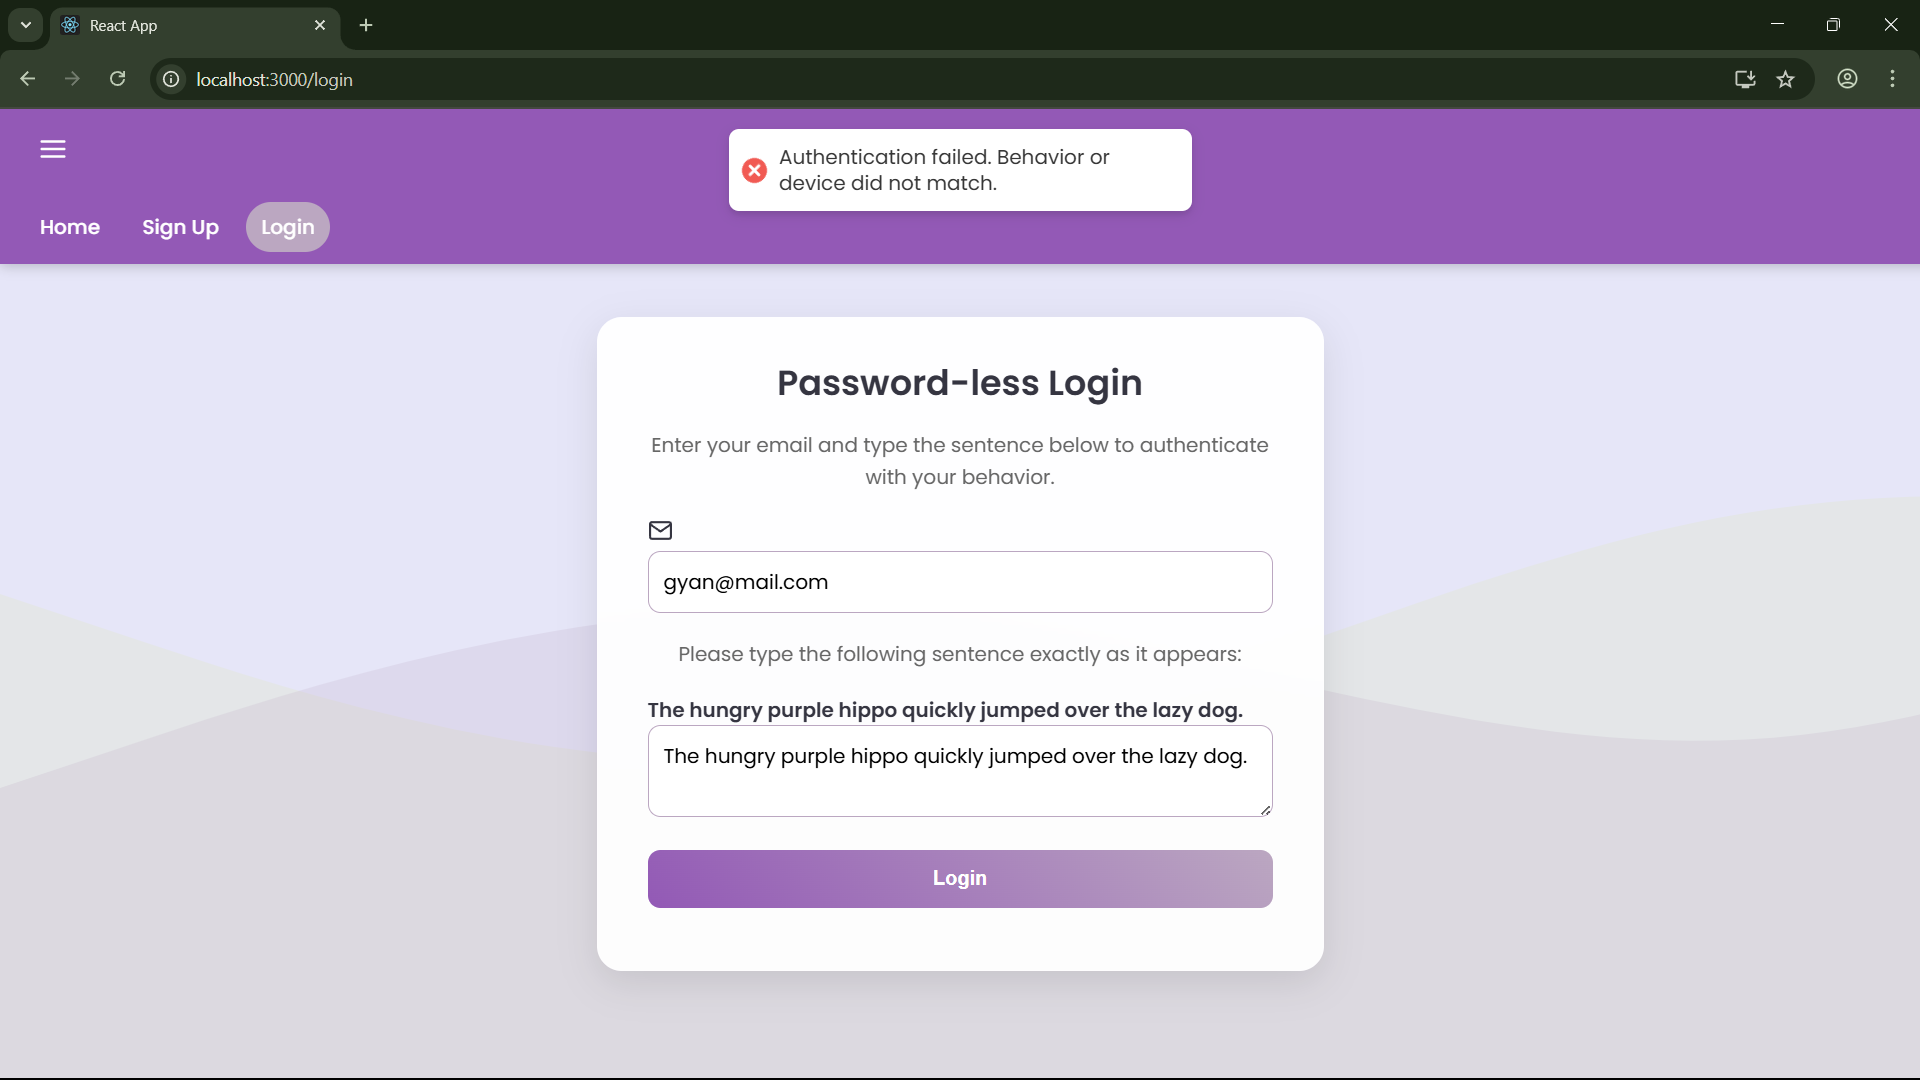 React App
localhost:3000/login
Authentication failed. Behavior or
device did not match.
Home Sign Up Login
Password-less Login
Enter your email and type the sentence below to authenticate
with your behavior.
gyan@mail.com
Please type the following sentence exactly as it appears:
The hungry purple hippo quickly jumped over the lazy dog.
The hungry purple hippo quickly jumped over the lazy dog.
Login